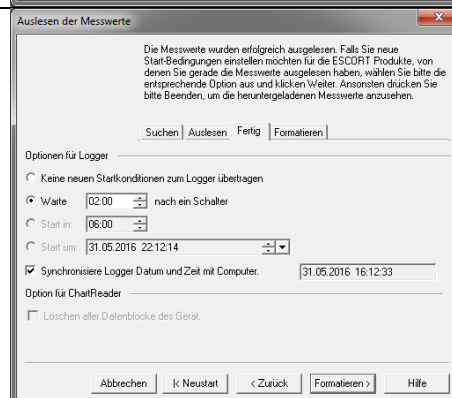 Auslesen der Messwerte
Die Messwerte wurden erfolgreich ausgelesen. Falls Sie neue
Start-Bedingungen einstellen möchten für die ESCORT Produkte, von
denen Sie gerade die Messwerte ausgelesen haben, wählen Sie bitte die
entsprechende Option aus und klicken Weiter. Ansonsten drücken Sie
bitte Beenden, um die heruntergeladenen Messwerte anzusehen.
Suchen Auslesen Fertig Formatieren
Optionen für Logger
Keine neuen Startkonditionen zum Logger übertragen
Warte 02:00 nach ein Schalter
Start in: 06:00
Start um: 31.05.2016 22:12:14
Synchronisiere Logger Datum und Zeit mit Computer. 31.05.2016 16:12:33
Option für ChartReader
Löschen aller Datenblöcke des Gerät.
Abbrechen |< Neustart < Zurück Formatieren > Hilfe